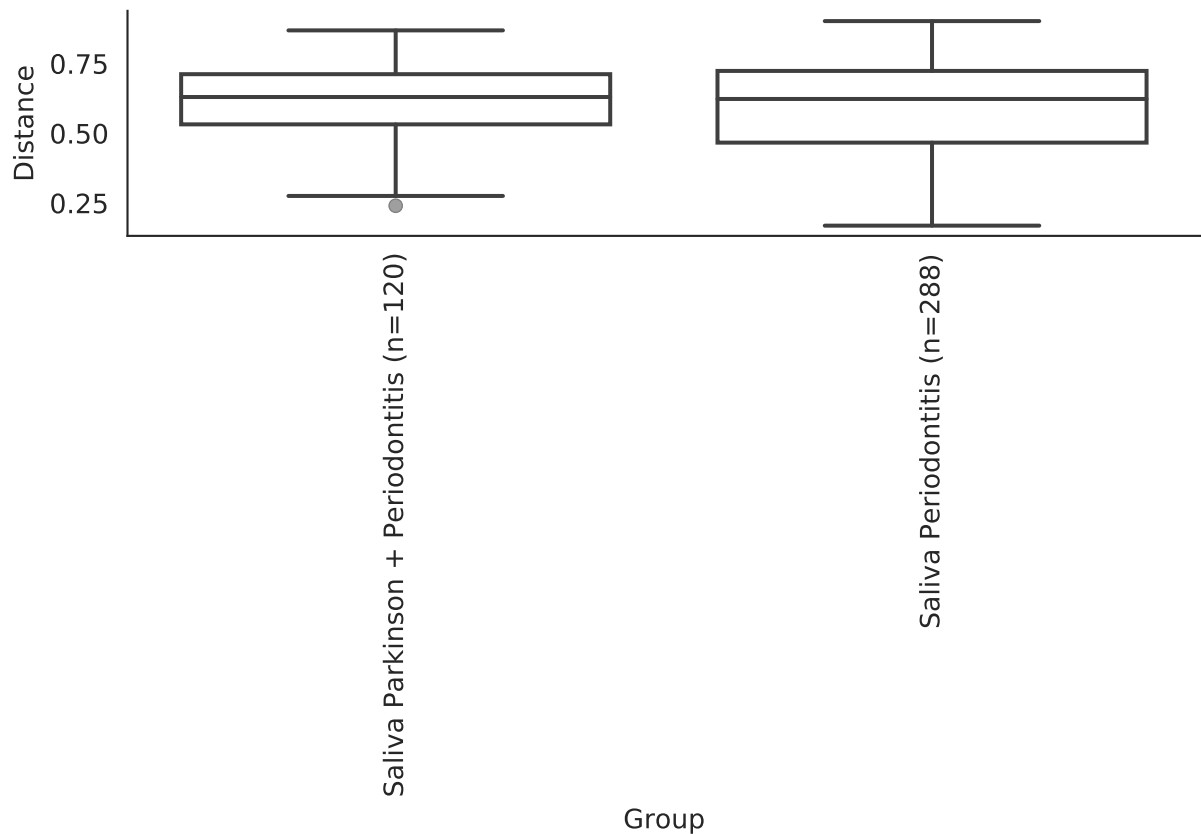 Distance
0.75
0.50
0.25
Saliva Parkinson + Periodontitis (n=120)
Saliva Periodontitis (n=288)
Group